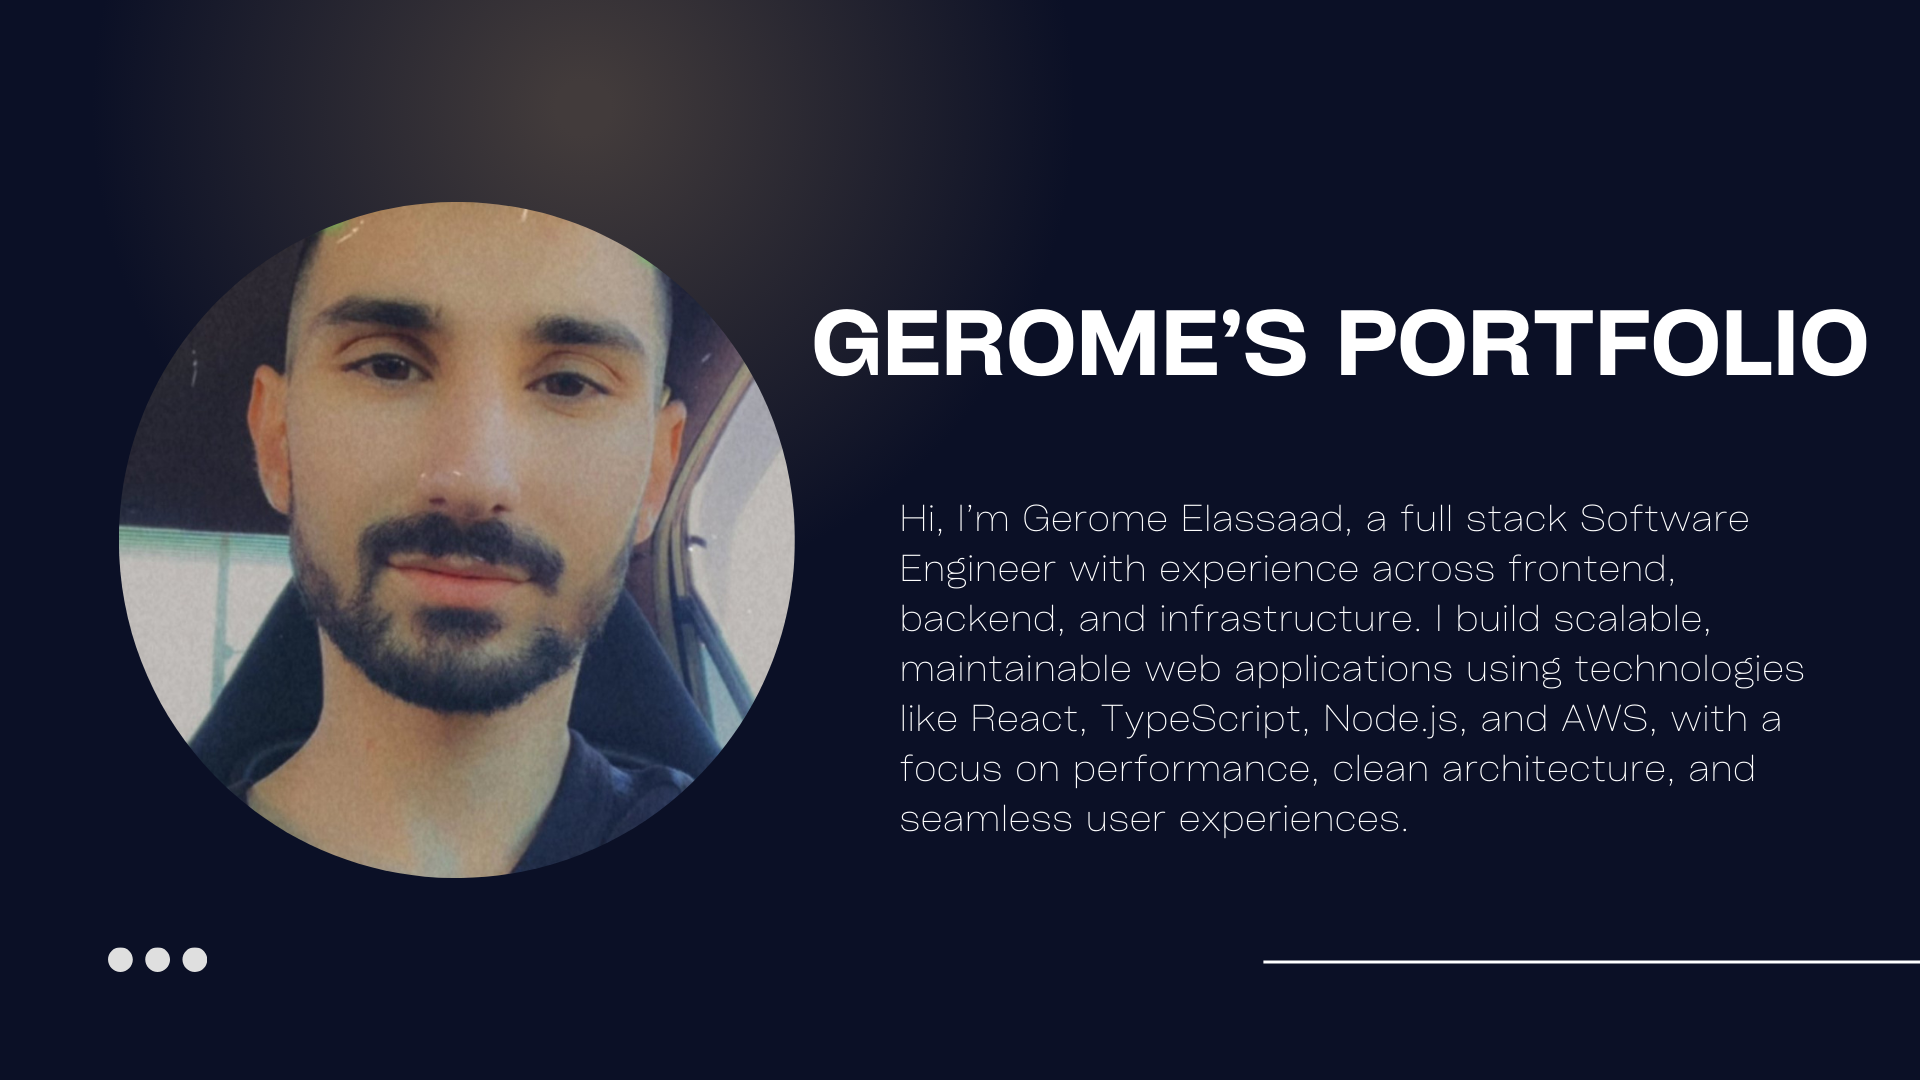 GEROME’S PORTFOLIO
Hi, I’m Gerome Elassaad, a full stack Software
Engineer with experience across frontend,
backend, and infrastructure. I build scalable,
maintainable web applications using technologies
like React, TypeScript, Node.js, and AWS, with a
focus on performance, clean architecture, and
seamless user experiences.